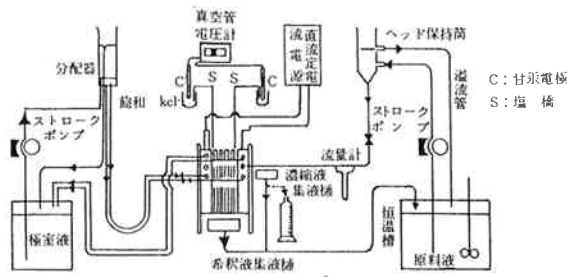 真空管
電圧計
直流定電
流電源
ヘッド保持筒
分配器
飽和
C
S
S
C
kcl
溢流管
C:甘汞電極
S:塩橋
ストローク
ポンプ
ストローク
ポンプ
流量計
濃縮液
集液樋
極室液
恒温槽
原料液
希釈液集液樋